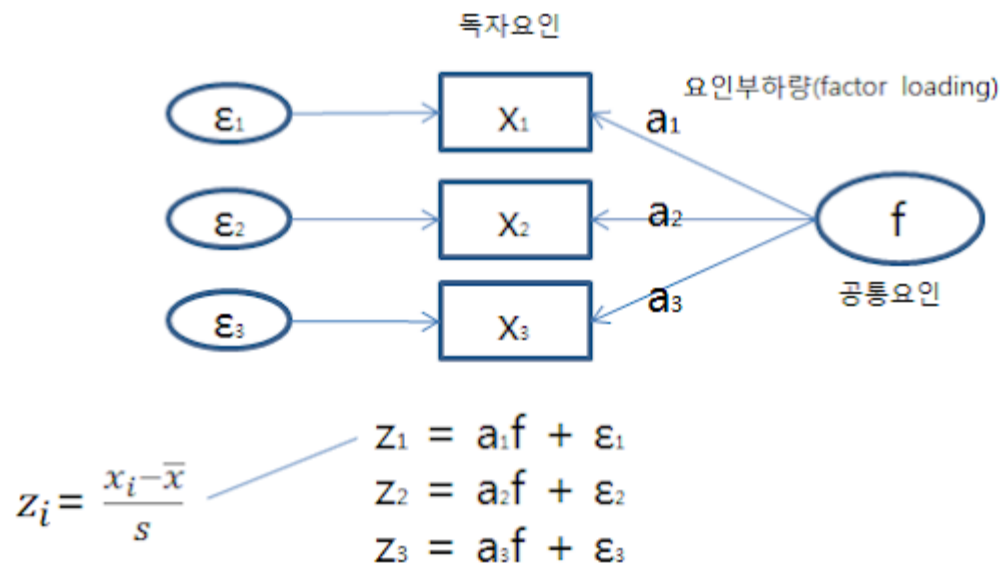 독자요인
요인부하량(factor loading)
ε₁ x₁ a₁
ε₂ x₂ a₂ f
ε₃ x₃ a₃
공통요인
z₁ = a₁f + ε₁
z₂ = a₂f + ε₂
z₃ = a₃f + ε₃
zᵢ = (xᵢ−x̄)/s